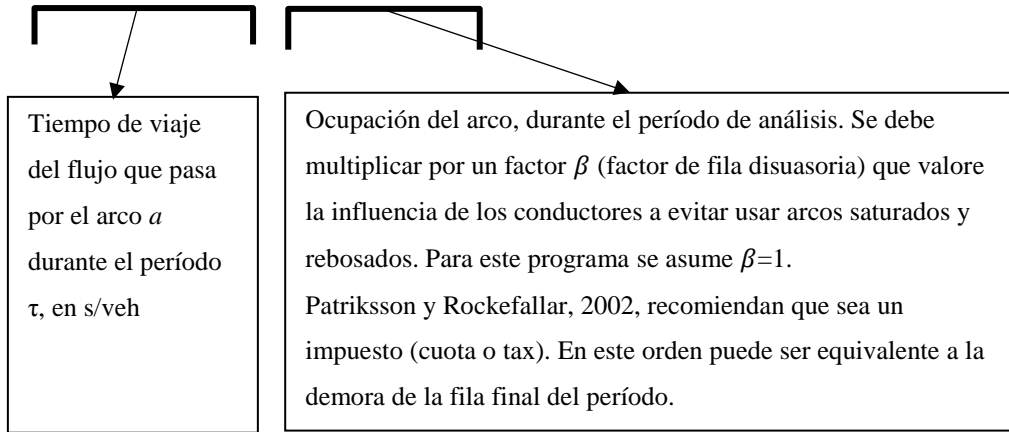 Tiempo de viaje
del flujo que pasa
por el arco a
durante el período
τ, en s/veh
Ocupación del arco, durante el período de análisis. Se debe
multiplicar por un factor β (factor de fila disuasoria) que valore
la influencia de los conductores a evitar usar arcos saturados y
rebosados. Para este programa se asume β=1.
Patriksson y Rockefallar, 2002, recomiendan que sea un
impuesto (cuota o tax). En este orden puede ser equivalente a la
demora de la fila final del período.